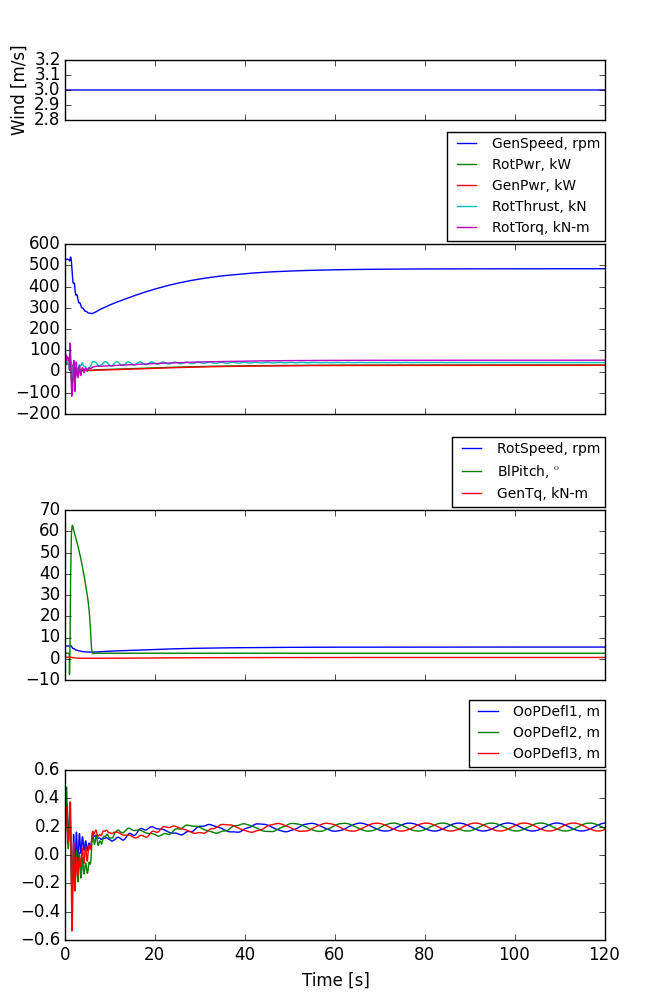 Wind [m/s]
3.2
3.1
3.0
2.9
2.8
GenSpeed, rpm
RotPwr, kW
GenPwr, kW
RotThrust, kN
RotTorq, kN-m
600
500
400
300
200
100
0
−100
−200
RotSpeed, rpm
BlPitch, °
GenTq, kN-m
70
60
50
40
30
20
10
0
−10
OoPDefl1, m
OoPDefl2, m
OoPDefl3, m
0.6
0.4
0.2
0.0
−0.2
−0.4
−0.6
0 20 40 60 80 100 120
Time [s]